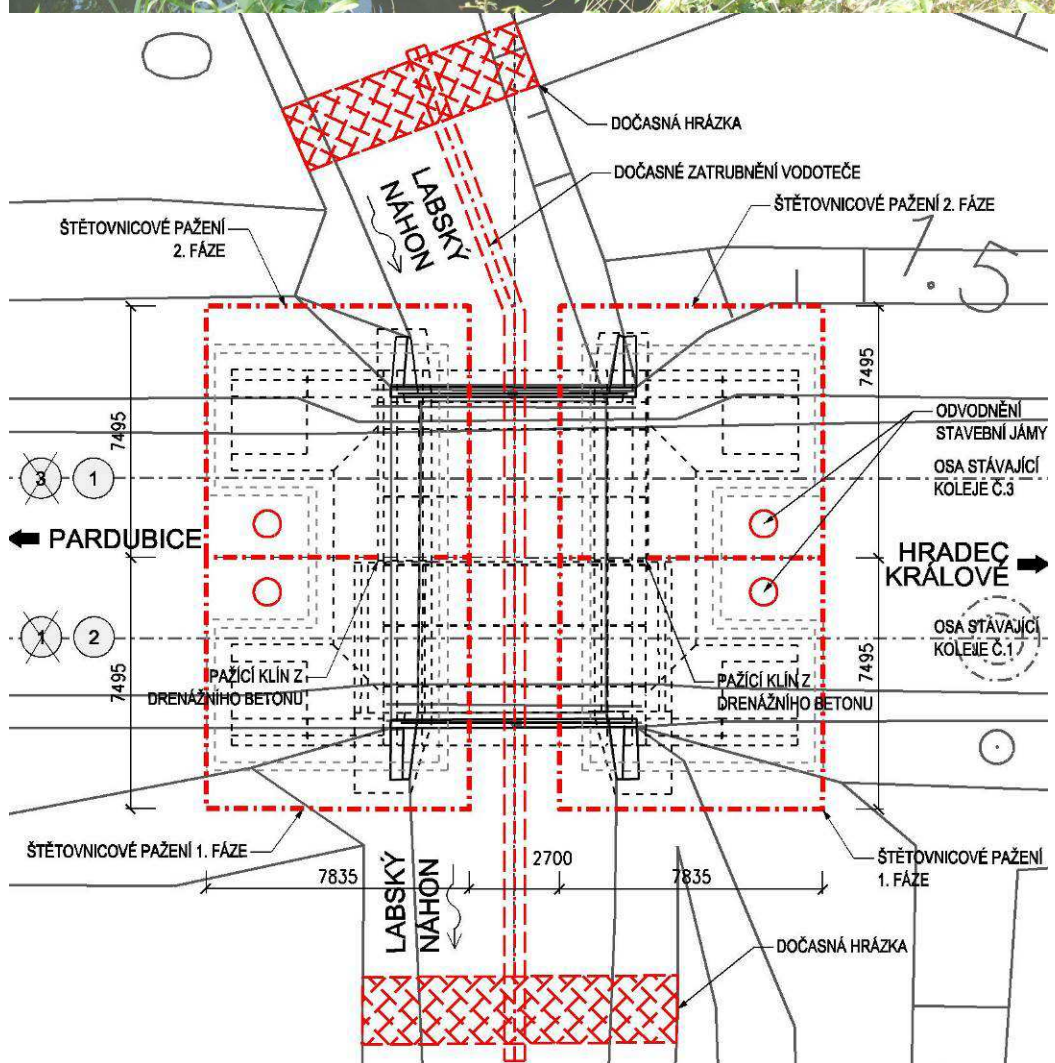 DOČASNÁ HRÁZKA
DOČASNÉ ZATRUBNĚNÍ VODOTEČE
LABSKÝ
NÁHON
ŠTĚTOVNICOVÉ PAŽENÍ
2. FÁZE
ŠTĚTOVNICOVÉ PAŽENÍ 2. FÁZE
1.5
7495
7495
ODVODNĚNÍ
STAVEBNÍ JÁMY
OSA STÁVAJÍCÍ
KOLEJE Č.3
3 1
PARDUBICE
HRADEC
KRÁLOVÉ
1 2
OSA STÁVAJÍCÍ
KOLEJE Č.1
7495
7495
PAŽÍCÍ KLÍN Z
DRENÁŽNÍHO BETONU
PAŽÍCÍ KLÍN Z
DRENÁŽNÍHO BETONU
ŠTĚTOVNICOVÉ PAŽENÍ 1. FÁZE
ŠTĚTOVNICOVÉ PAŽENÍ
1. FÁZE
7835
2700
7835
LABSKÝ
NÁHON
DOČASNÁ HRÁZKA